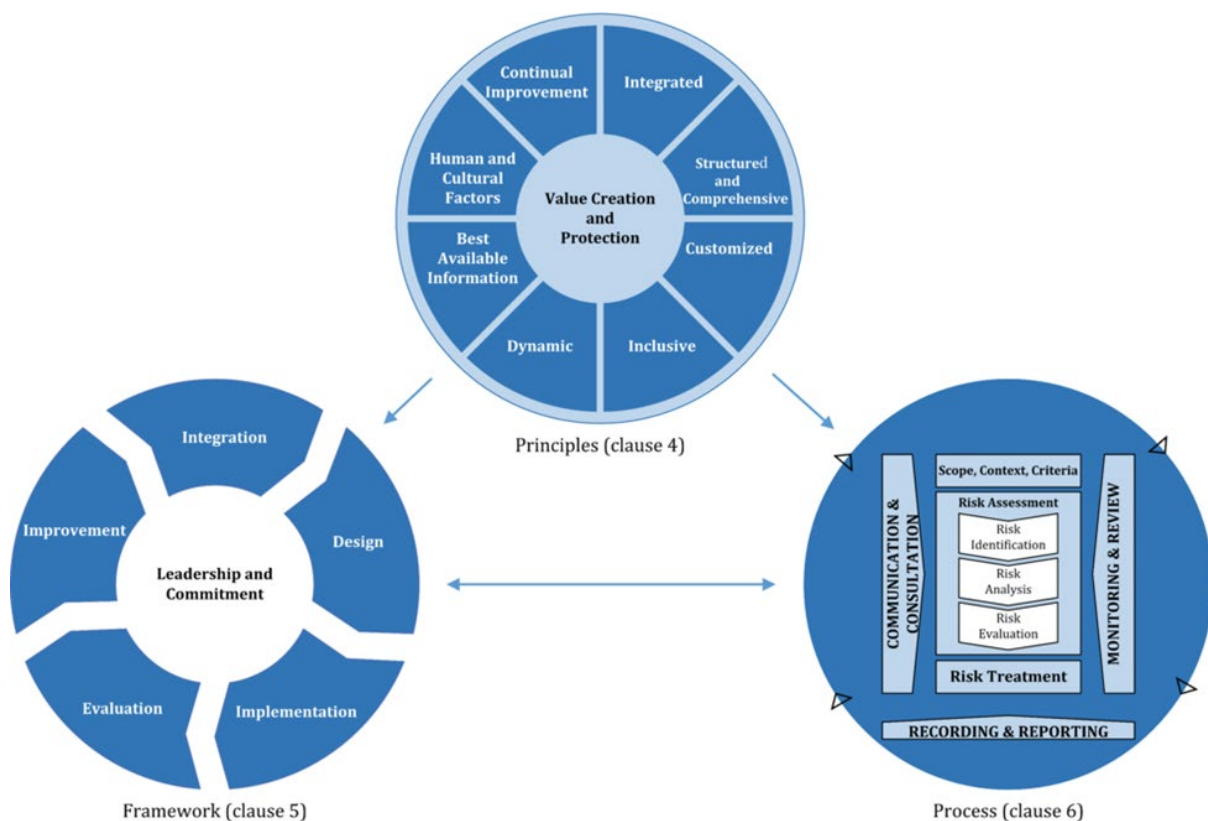 Continual
Improvement
Integrated
Human and
Cultural
Factors
Structured
and
Comprehensive
Value Creation
and
Protection
Best
Available
Information
Customized
Dynamic
Inclusive
Principles (clause 4)
Integration
Improvement
Design
Leadership and
Commitment
Evaluation
Implementation
Framework (clause 5)
COMMUNICATION &
CONSULTATION
Scope, Context, Criteria
Risk Assessment
Risk
Identification
Risk
Analysis
Risk
Evaluation
Risk Treatment
MONITORING & REVIEW
RECORDING & REPORTING
Process (clause 6)